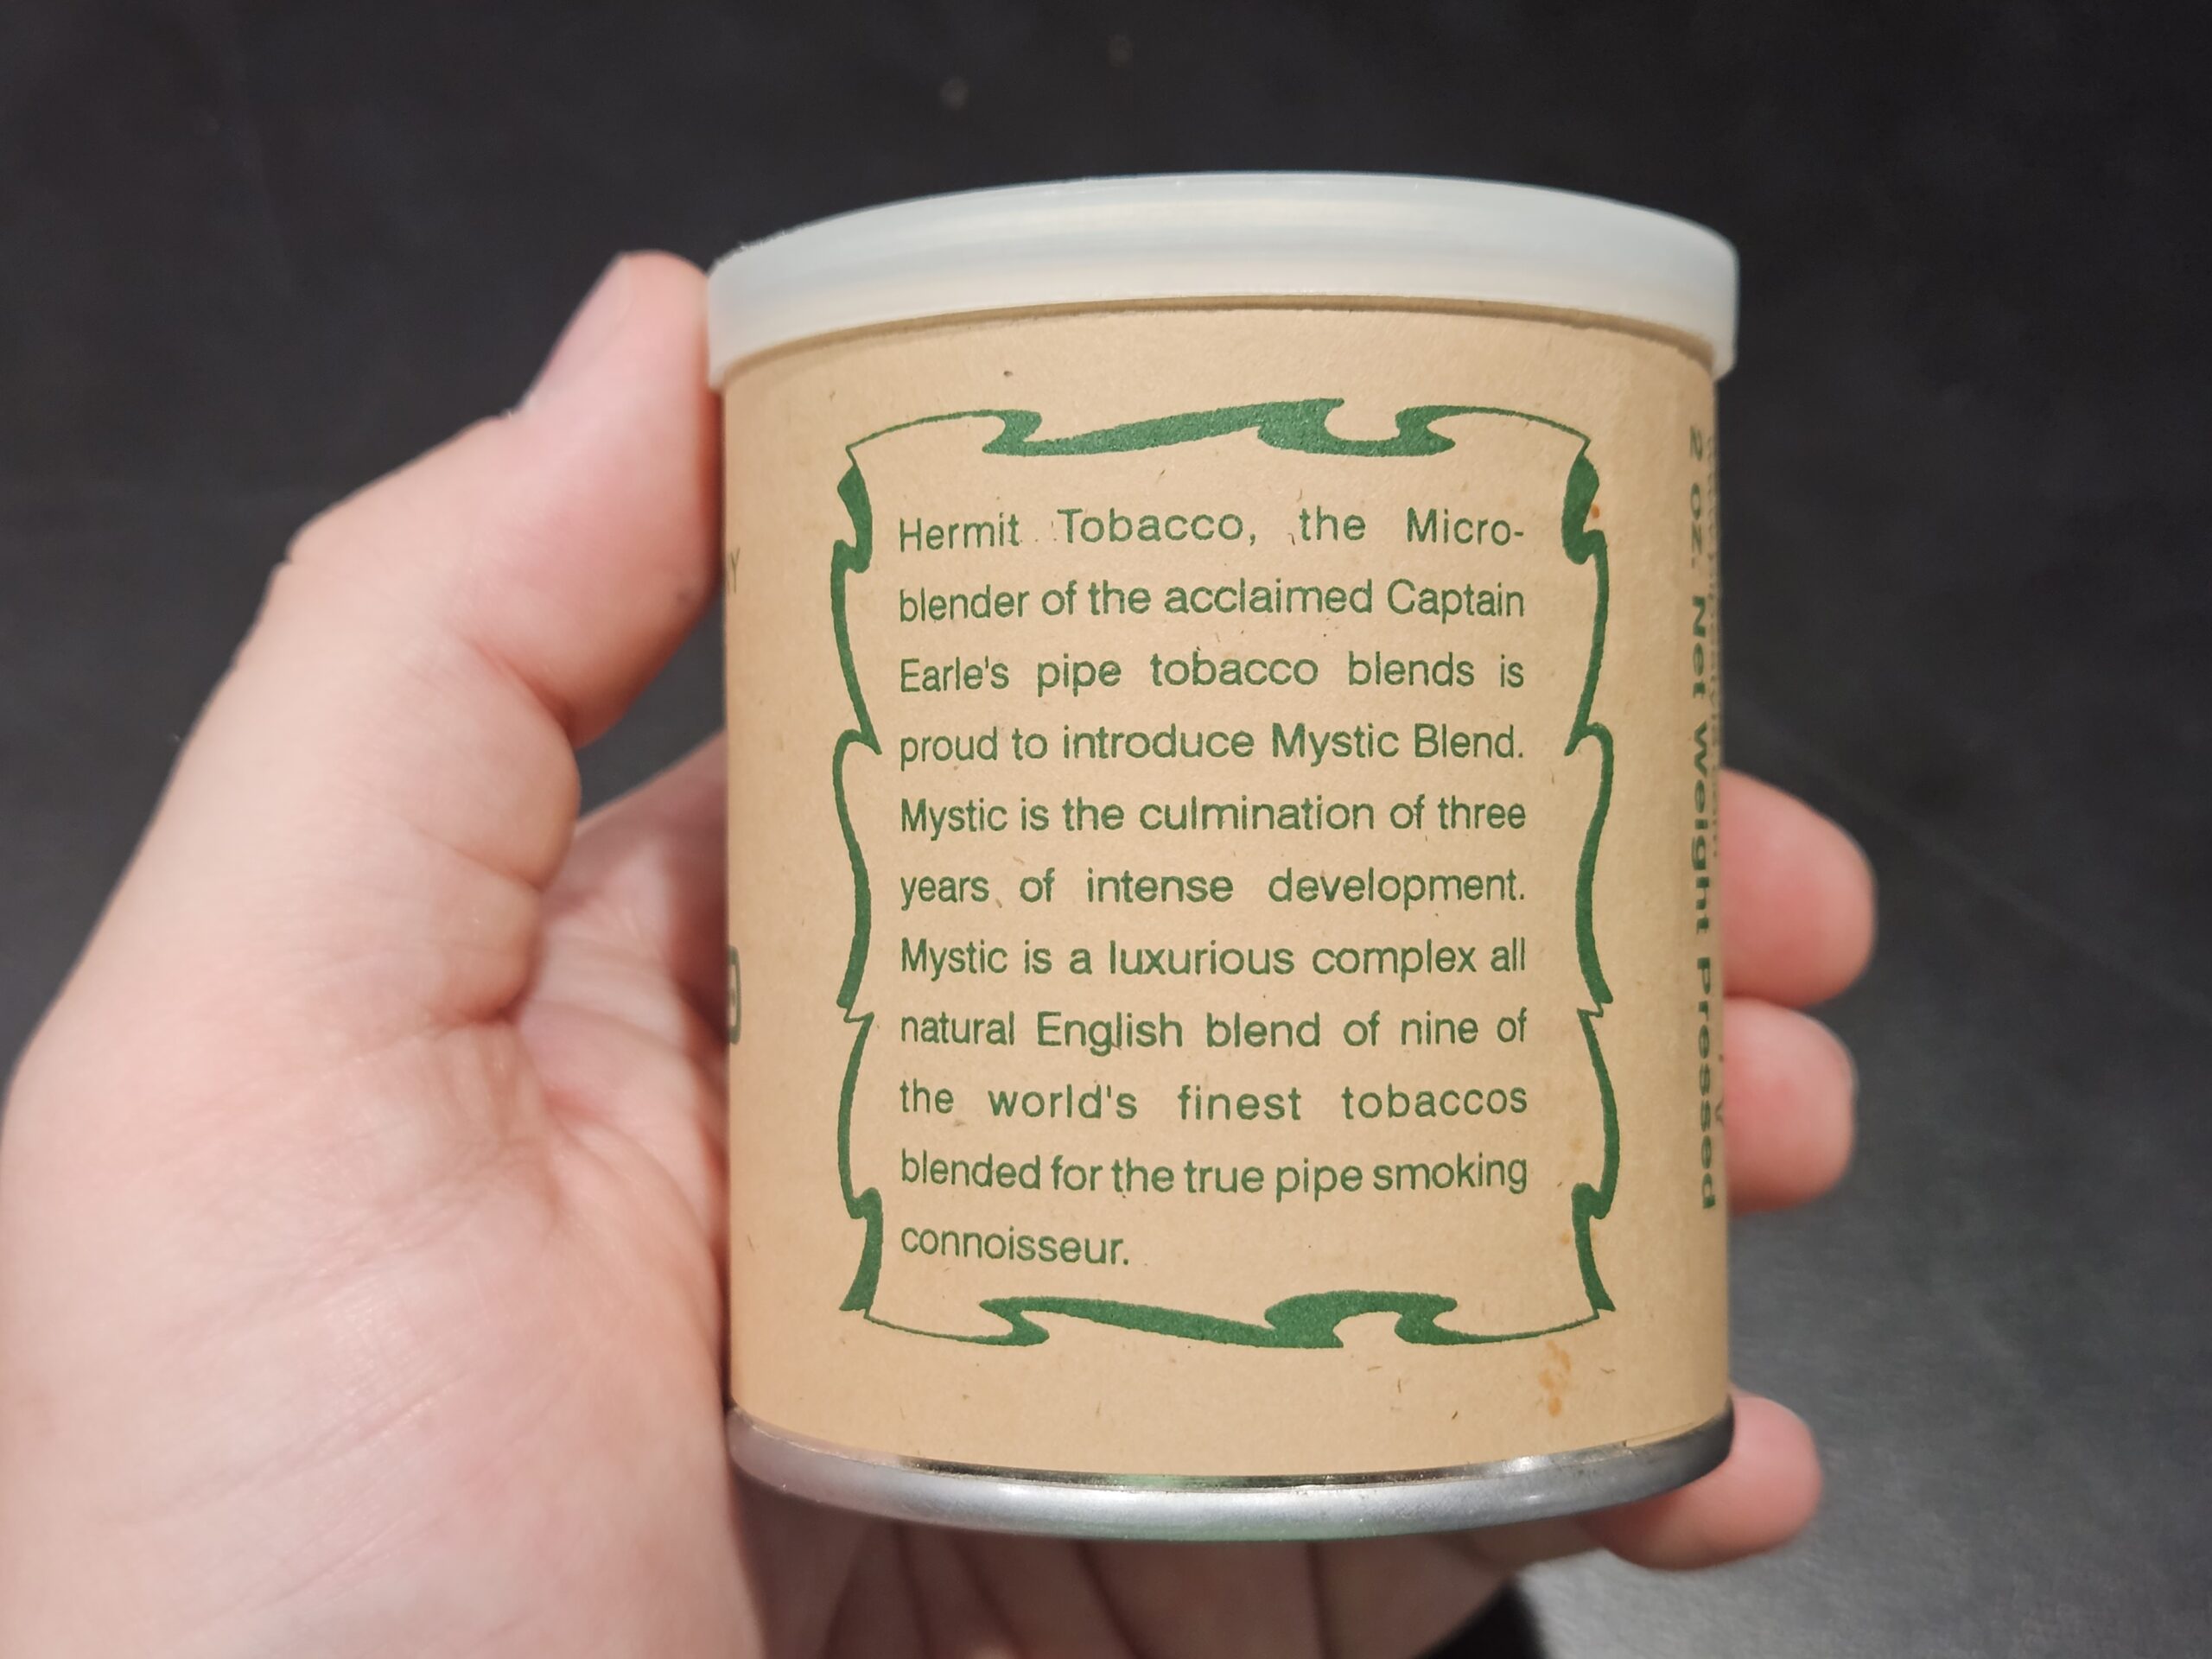 Hermit Tobacco, the Micro-
blender of the acclaimed Captain
Earle's pipe tobacco blends is
proud to introduce Mystic Blend.
Mystic is the culmination of three
years of intense development.
Mystic is a luxurious complex all
natural English blend of nine of
the world's finest tobaccos
blended for the true pipe smoking
connoisseur.
2 oz. Net Weight Pressed